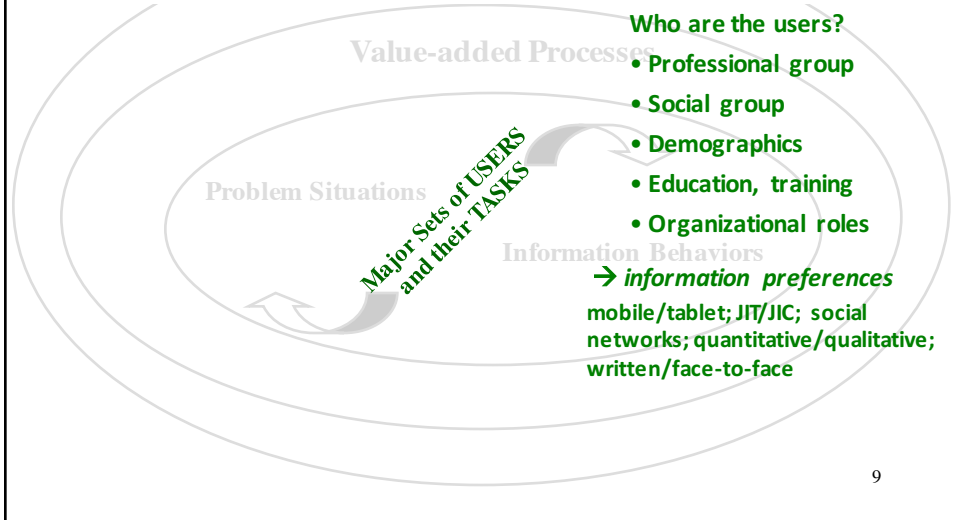 Value-added Processes
Problem Situations
Major Sets of USERS
and their TASKS
Information Behaviors
Who are the users?
• Professional group
• Social group
• Demographics
• Education, training
• Organizational roles
→ information preferences
mobile/tablet; JIT/JIC; social
networks; quantitative/qualitative;
written/face-to-face
9